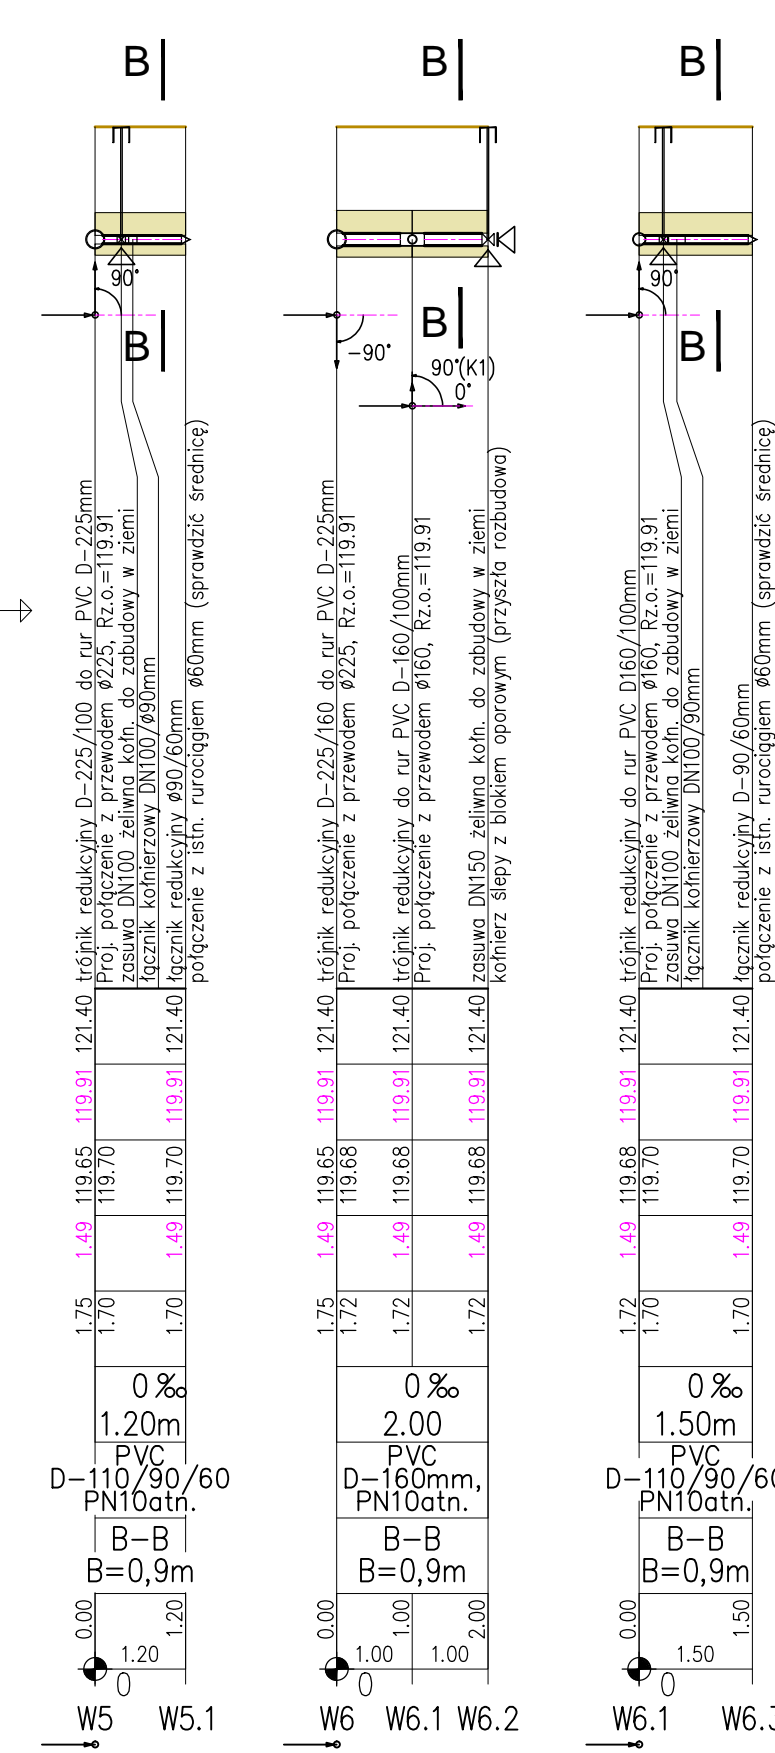 B
B
B
90°
B
-90°
B
90°(K1)
0°
90°
B
trójnik redukcyjny D-225/100 do rur PVC D-225mm
Proj. połączenie z przewodem ø225, Rz.o.=119.91
zasuwa DN100 żeliwna kołn. do zabudowy w ziemi
łącznik kołnierzowy DN100/ø90mm
łącznik redukcyjny ø90/60mm
połączenie z istn. rurociągiem ø60mm (sprawdzić średnicę)
trójnik redukcyjny D-225/160 do rur PVC D-225mm
Proj. połączenie z przewodem ø225, Rz.o.=119.91
trójnik redukcyjny do rur PVC D-160/100mm
Proj. połączenie z przewodem ø160, Rz.o.=119.91
zasuwa DN150 żeliwna kołn. do zabudowy w ziemi
kołnierz ślepy z blokiem oporowym (przyszła rozbudowa)
trójnik redukcyjny do rur PVC D160/100mm
Proj. połączenie z przewodem ø160, Rz.o.=119.91
zasuwa DN100 żeliwna kołn. do zabudowy w ziemi
łącznik kołnierzowy DN100/90mm
łącznik redukcyjny D-90/60mm
połączenie z istn. rurociągiem ø60mm (sprawdzić średnicę)
121.40 121.40 121.40 121.40 121.40 121.40 121.40
119.91 119.91 119.91 119.91 119.91 119.91 119.91
119.65 119.70 119.70 119.65 119.68 119.68 119.68 119.68 119.70 119.70
1.49 1.49 1.49 1.49 1.49 1.49 1.49
1.75 1.70 1.70 1.75 1.72 1.72 1.72 1.72 1.70 1.70
0‰ 0‰ 0‰
1.20m 2.00 1.50m
PVC PVC PVC
D-110/90/60 D-160mm, D-110/90/60
PN10atn. PN10atn. PN10atn.
B-B B-B B-B
B=0,9m B=0,9m B=0,9m
0.00 1.20 0.00 1.00 2.00 0.00 1.50
1.20 1.00 1.00 1.50
0 0 0
W5 W5.1 W6 W6.1 W6.2 W6.1